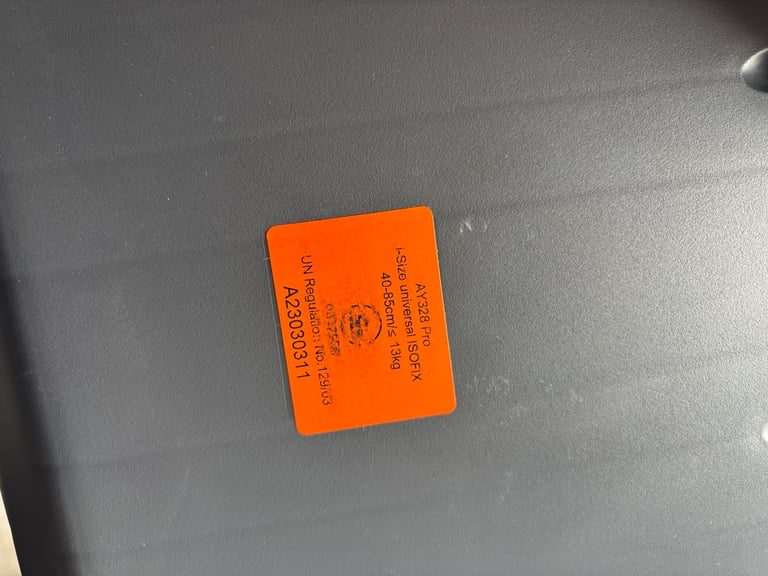 AY328 Pro
i-Size universal ISOFIX
40-85cm/≤ 13kg
UN Regulation No.129/03
A23030311